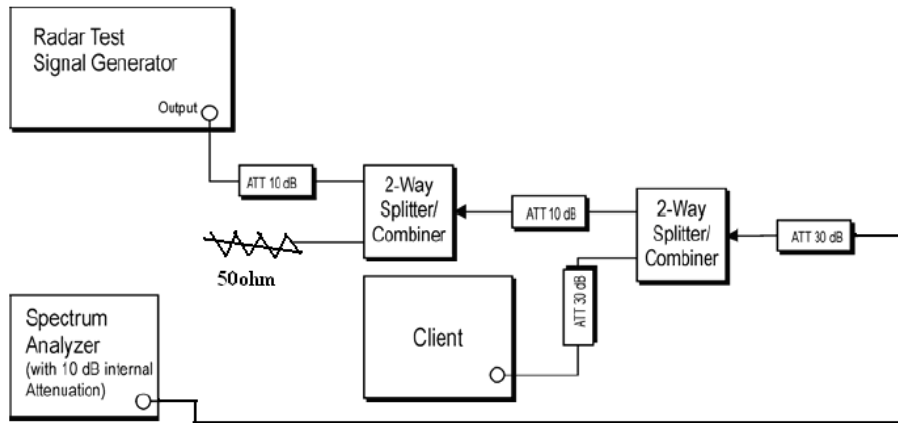 Radar Test
Signal Generator
Output
ATT 10 dB
2-Way
Splitter/
Combiner
ATT 10 dB
2-Way
Splitter/
Combiner
ATT 30 dB
50ohm
ATT 30 dB
Client
Spectrum
Analyzer
(with 10 dB internal
Attenuation)